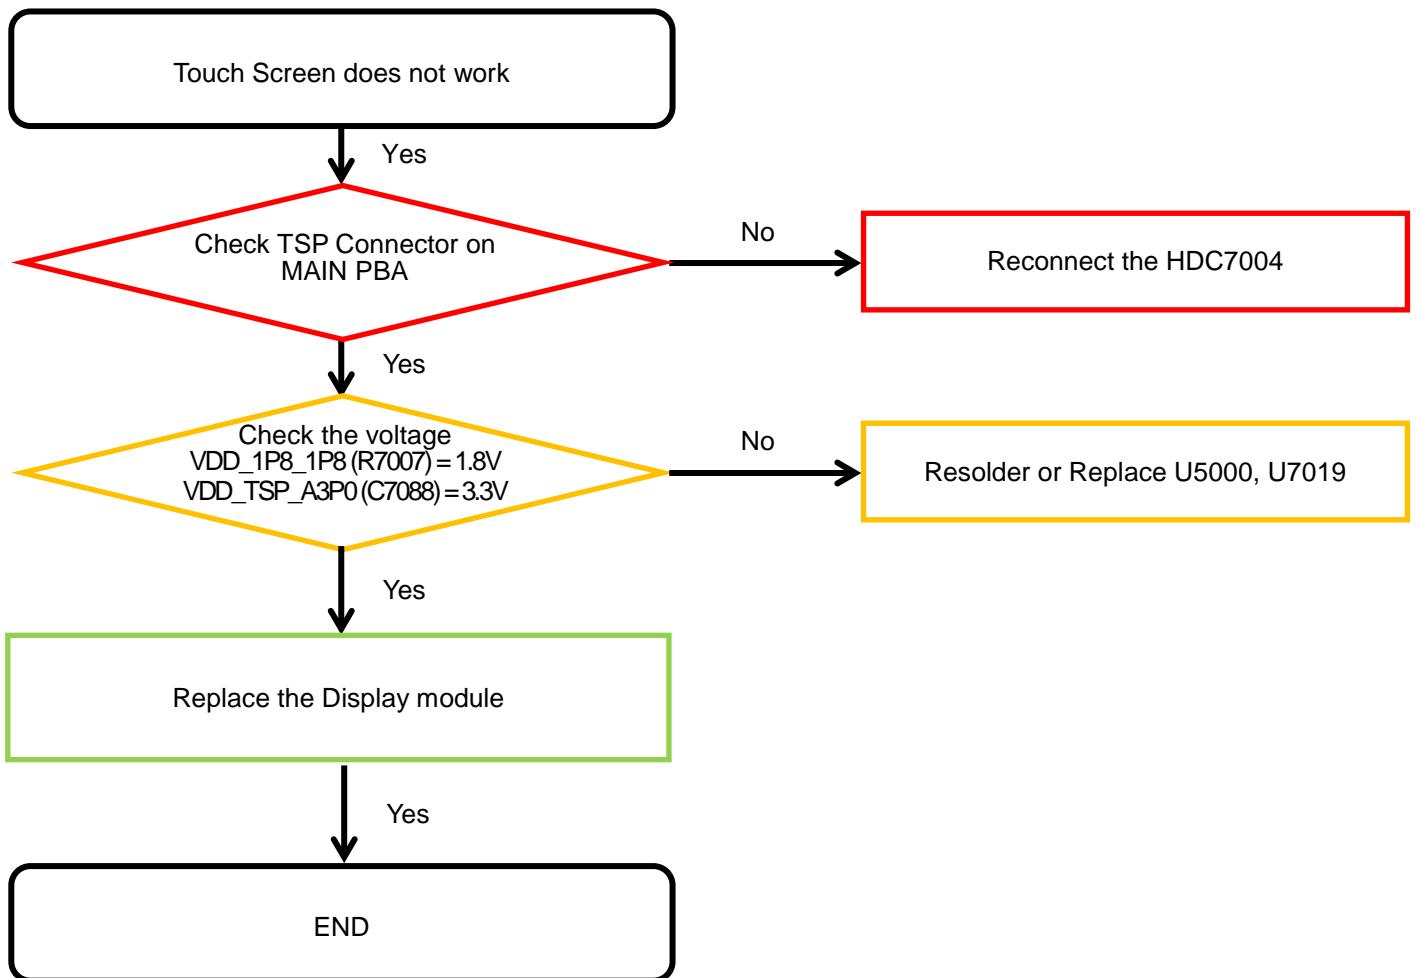 Touch Screen does not work
Yes
Check TSP Connector on
MAIN PBA
No
Reconnect the HDC7004
Yes
Check the voltage
VDD_1P8_1P8 (R7007) = 1.8V
VDD_TSP_A3P0 (C7088) = 3.3V
No
Resolder or Replace U5000, U7019
Yes
Replace the Display module
Yes
END